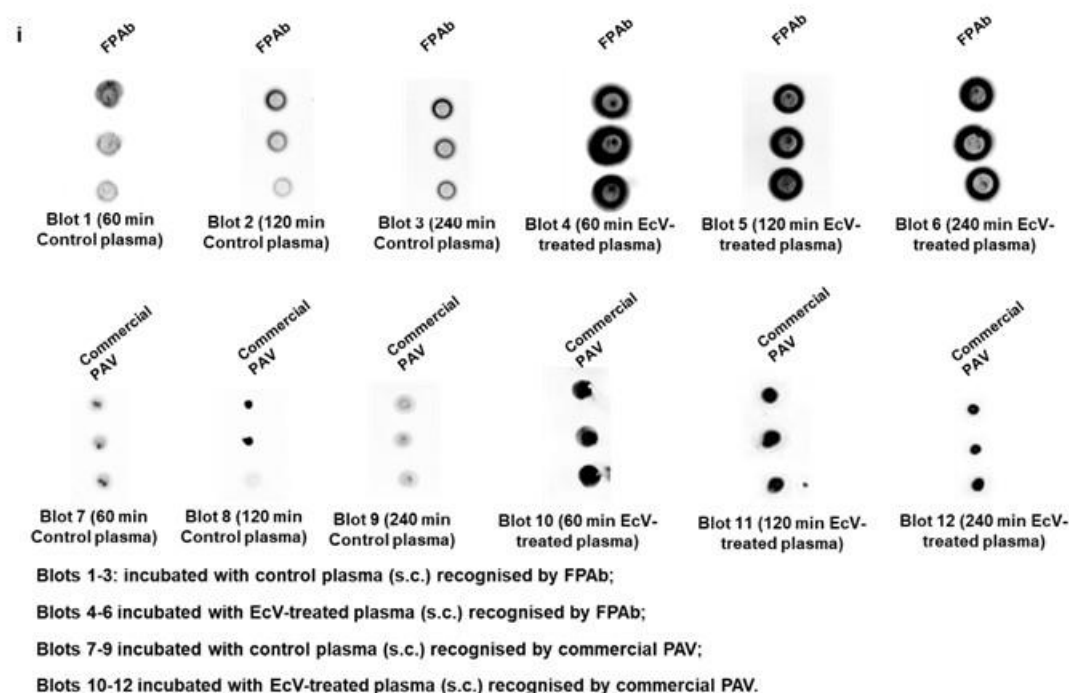 i
FPAb
FPAb
FPAb
FPAb
FPAb
FPAb
Blot 1 (60 min
Control plasma)
Blot 2 (120 min
Control plasma)
Blot 3 (240 min
Control plasma)
Blot 4 (60 min EcV-
treated plasma)
Blot 5 (120 min EcV-
treated plasma)
Blot 6 (240 min EcV-
treated plasma)
Commercial
PAV
Commercial
PAV
Commercial
PAV
Commercial
PAV
Commercial
PAV
Commercial
PAV
Blot 7 (60 min
Control plasma)
Blot 8 (120 min
Control plasma)
Blot 9 (240 min
Control plasma)
Blot 10 (60 min EcV-
treated plasma)
Blot 11 (120 min EcV-
treated plasma)
Blot 12 (240 min EcV-
treated plasma)
Blots 1-3: incubated with control plasma (s.c.) recognised by FPAb;
Blots 4-6 incubated with EcV-treated plasma (s.c.) recognised by FPAb;
Blots 7-9 incubated with control plasma (s.c.) recognised by commercial PAV;
Blots 10-12 incubated with EcV-treated plasma (s.c.) recognised by commercial PAV.